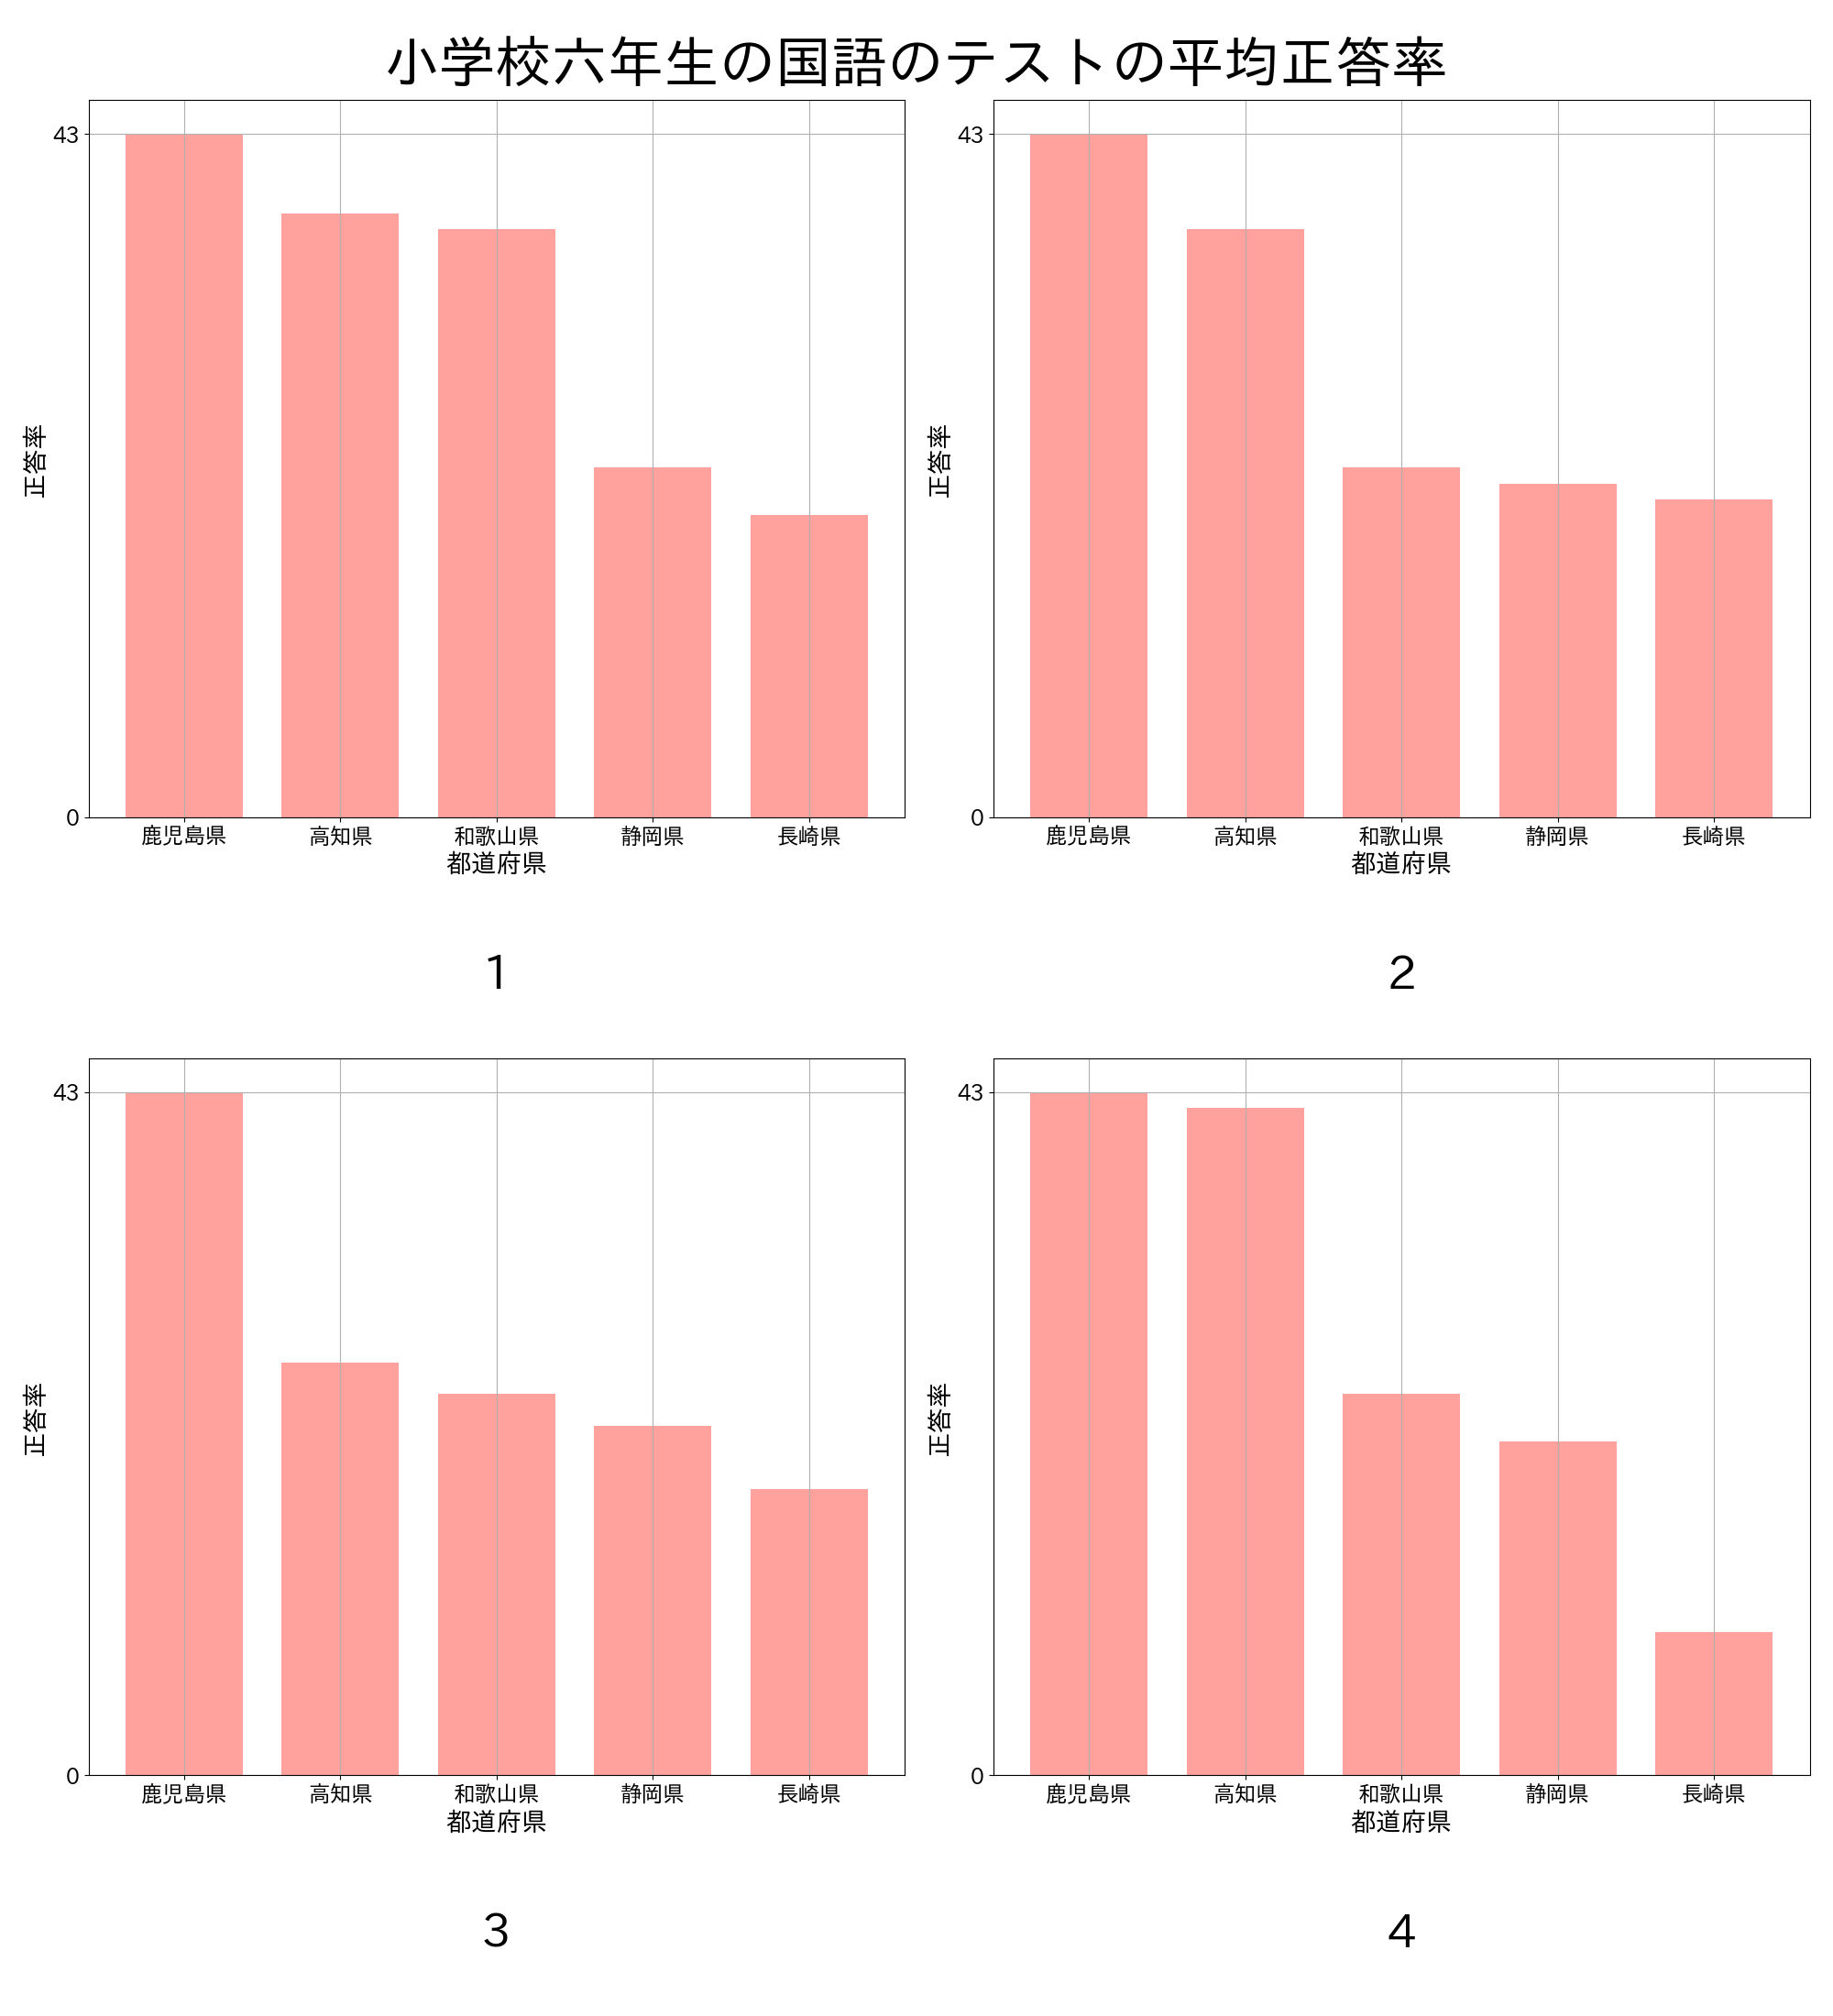 小学校六年生の国語のテストの平均正答率
43
0
正答率
鹿児島県 高知県 和歌山県 静岡県 長崎県
都道府県
1
43
0
正答率
鹿児島県 高知県 和歌山県 静岡県 長崎県
都道府県
2
43
0
正答率
鹿児島県 高知県 和歌山県 静岡県 長崎県
都道府県
3
43
0
正答率
鹿児島県 高知県 和歌山県 静岡県 長崎県
都道府県
4